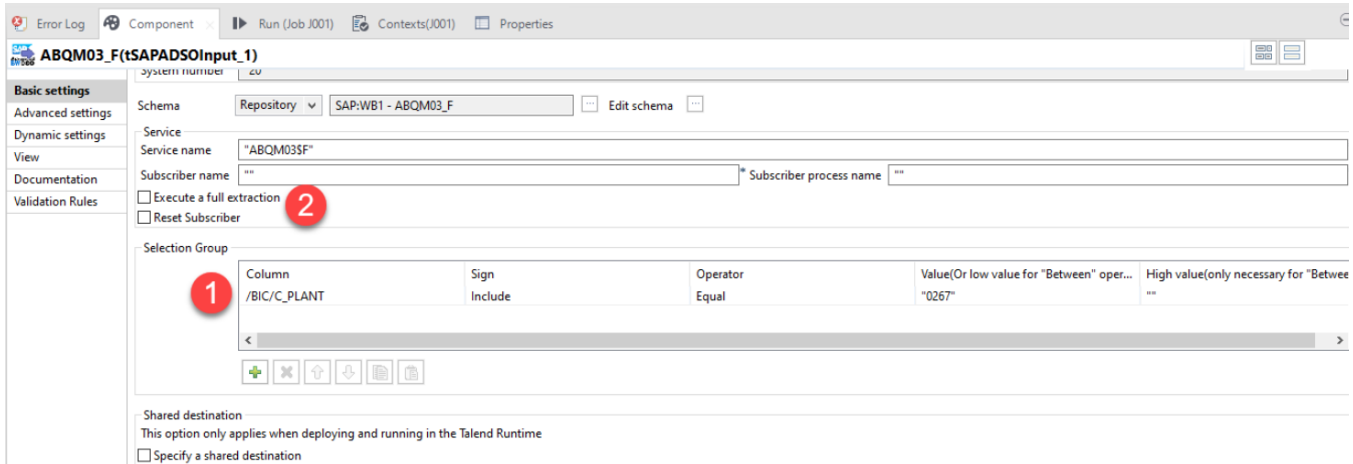 Error Log Component Run (Job J001) Contexts(J001) Properties
ABQM03_F(tSAPADSOInput_1)
System number 20
Basic settings
Advanced settings
Dynamic settings
View
Documentation
Validation Rules
Schema Repository SAP:WB1 - ABQM03_F ... Edit schema ...
Service
Service name "ABQM03$F"
Subscriber name "" * Subscriber process name ""
Execute a full extraction
2
Reset Subscriber
Selection Group
Column Sign Operator Value(Or low value for "Between" oper... High value(only necessary for "Betwee
1
/BIC/C_PLANT Include Equal "0267" ""
Shared destination
This option only applies when deploying and running in the Talend Runtime
Specify a shared destination